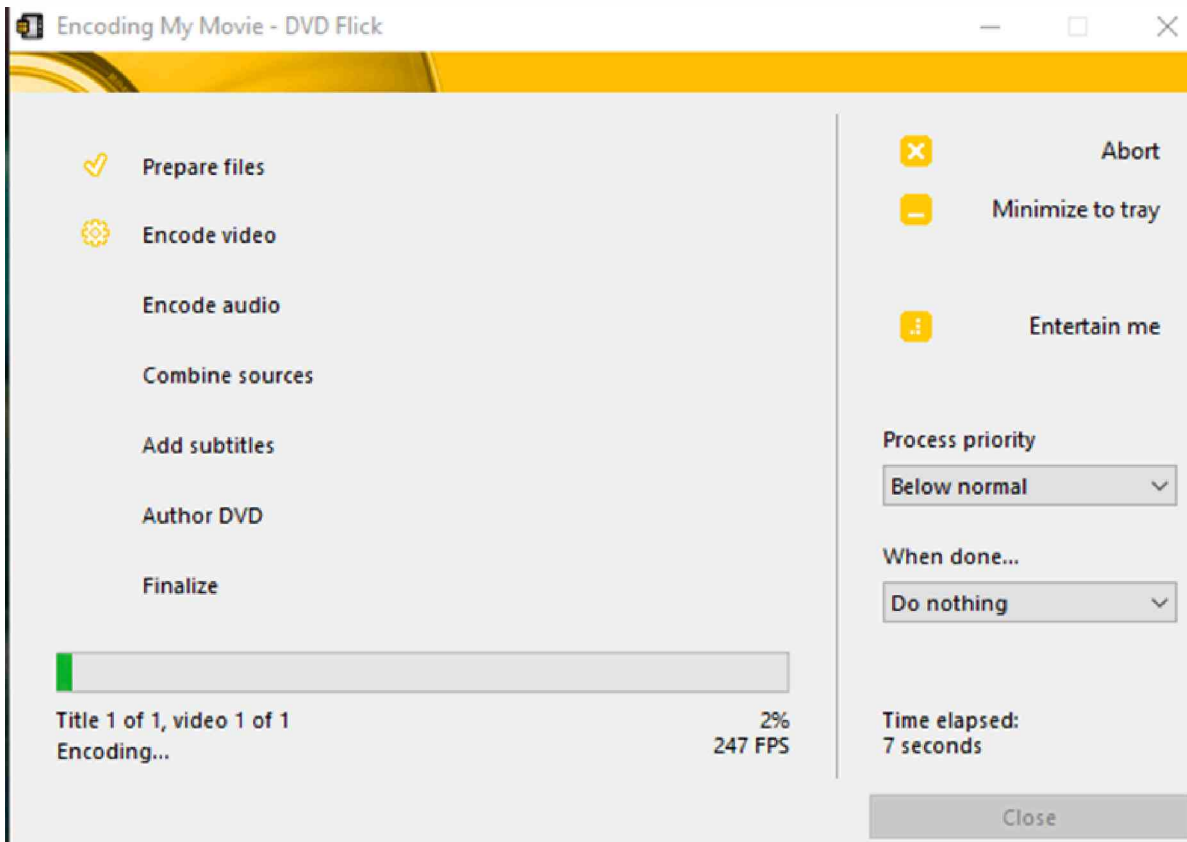 Encoding My Movie - DVD Flick
Prepare files
Encode video
Encode audio
Combine sources
Add subtitles
Author DVD
Finalize
Title 1 of 1, video 1 of 1
2%
Encoding...
247 FPS
Abort
Minimize to tray
Entertain me
Process priority
Below normal
When done...
Do nothing
Time elapsed:
7 seconds
Close